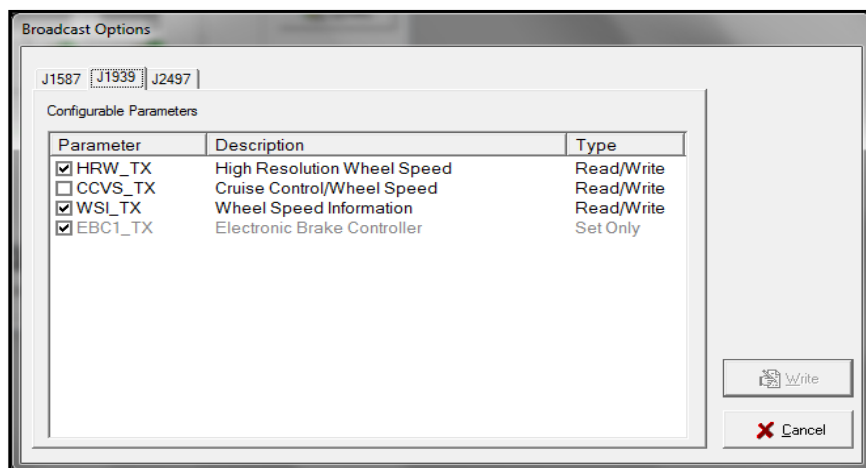 Broadcast Options
J1587 J1939 J2497
Configurable Parameters
Parameter Description Type
HRW_TX High Resolution Wheel Speed Read/Write
CCVS_TX Cruise Control/Wheel Speed Read/Write
WSI_TX Wheel Speed Information Read/Write
EBC1_TX Electronic Brake Controller Set Only
Write
Cancel